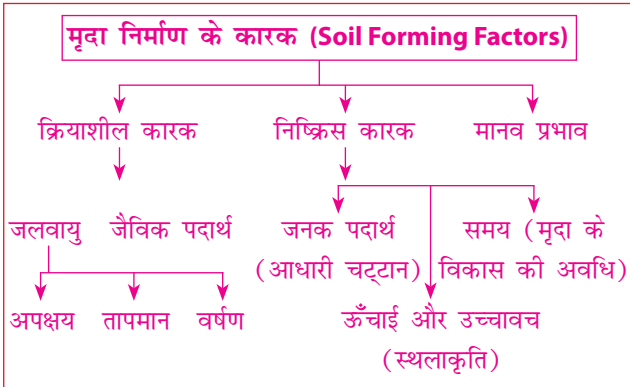 मृदा निर्माण के कारक (Soil Forming Factors)
क्रियाशील कारक निष्क्रिस कारक मानव प्रभाव
जलवायु जैविक पदार्थ जनक पदार्थ समय (मृदा के
(आधारी चट्टान) विकास की अवधि)
अपक्षय तापमान वर्षण ऊँचाई और उच्चावच
(स्थलाकृति)